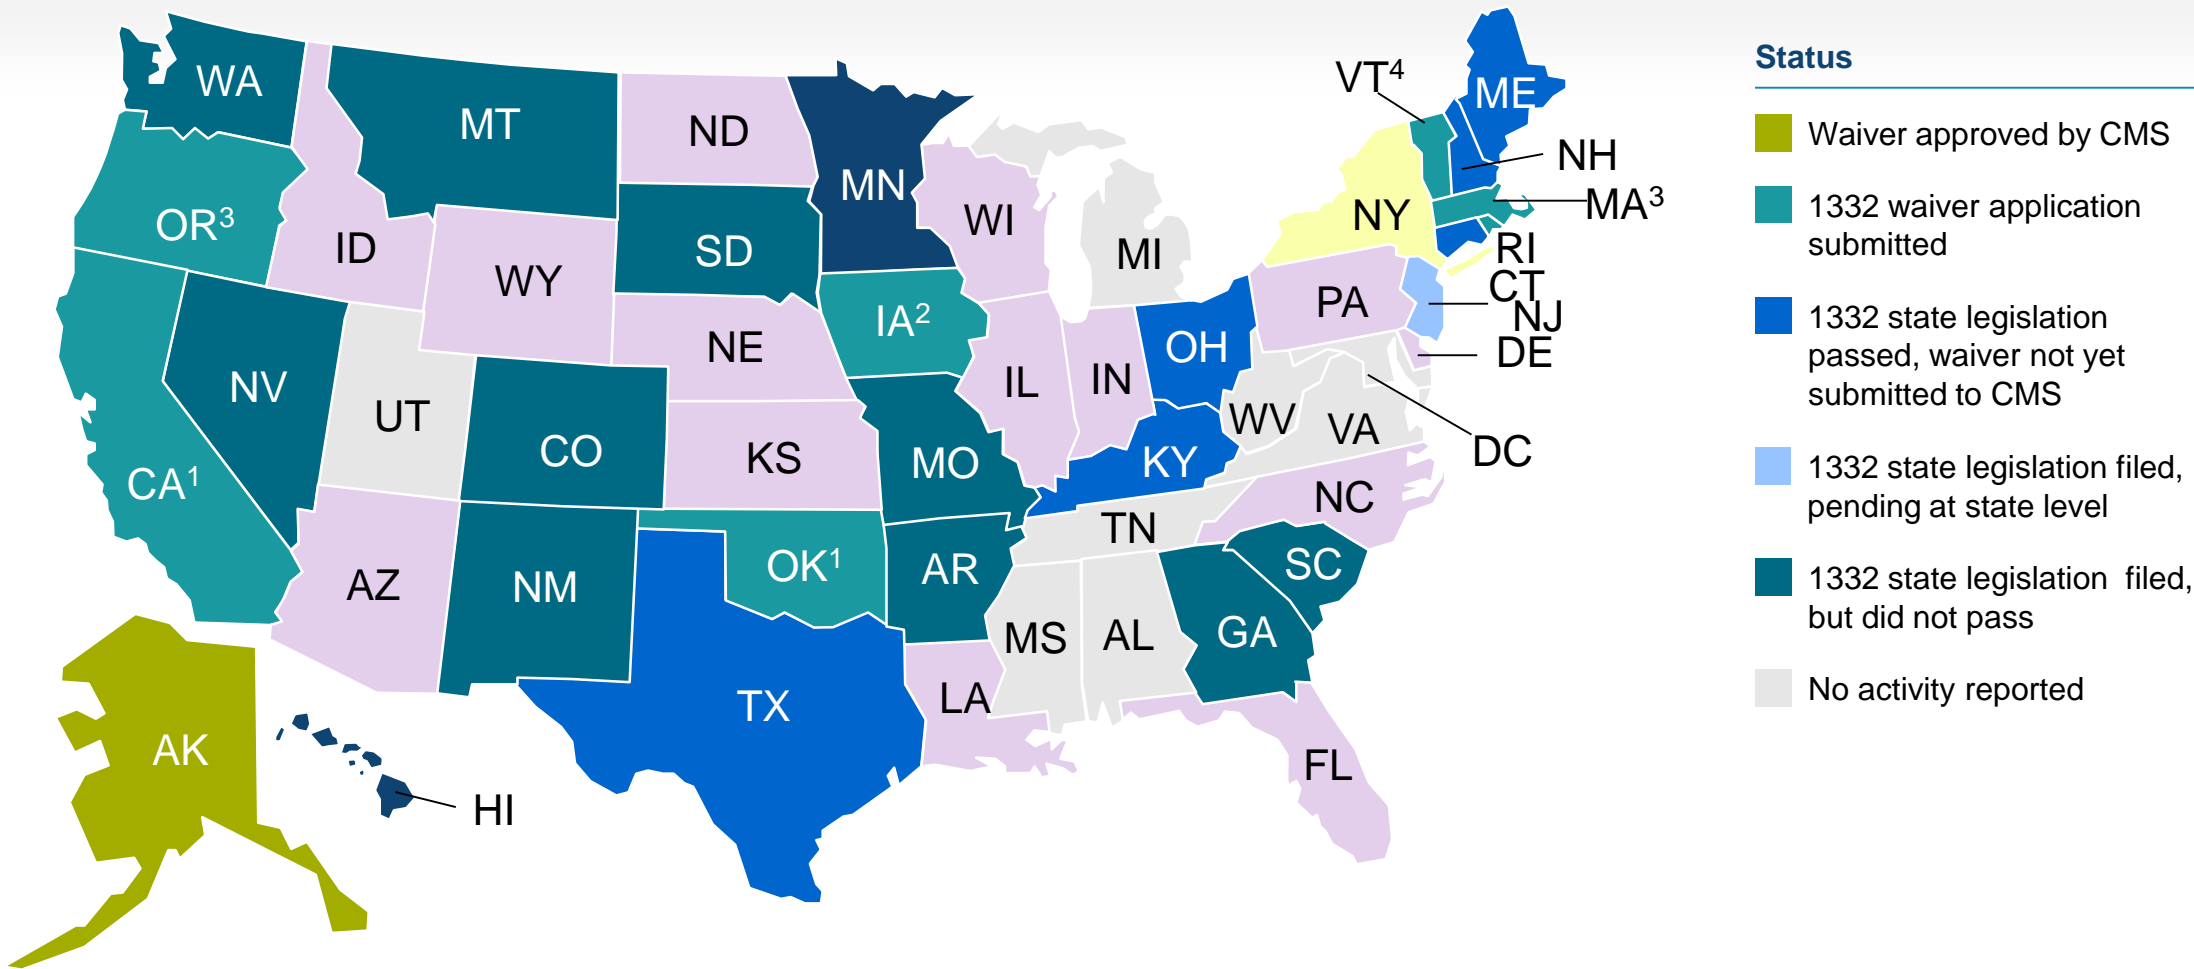 Status
Waiver approved by CMS
1332 waiver application
submitted
1332 state legislation
passed, waiver not yet
submitted to CMS
1332 state legislation filed,
pending at state level
1332 state legislation  filed,
but did not pass
No activity reported
WA
MT
ND
MN
VT4
ME
NH
MA3
OR3
ID
WY
SD
WI
MI
NY
RI
CT
NJ
DE
PA
NV
UT
CO
NE
IA2
IL
IN
OH
WV
VA
DC
CA1
KS
MO
KY
NC
TN
AZ
NM
OK1
AR
SC
MS
AL
GA
TX
LA
FL
AK
HI